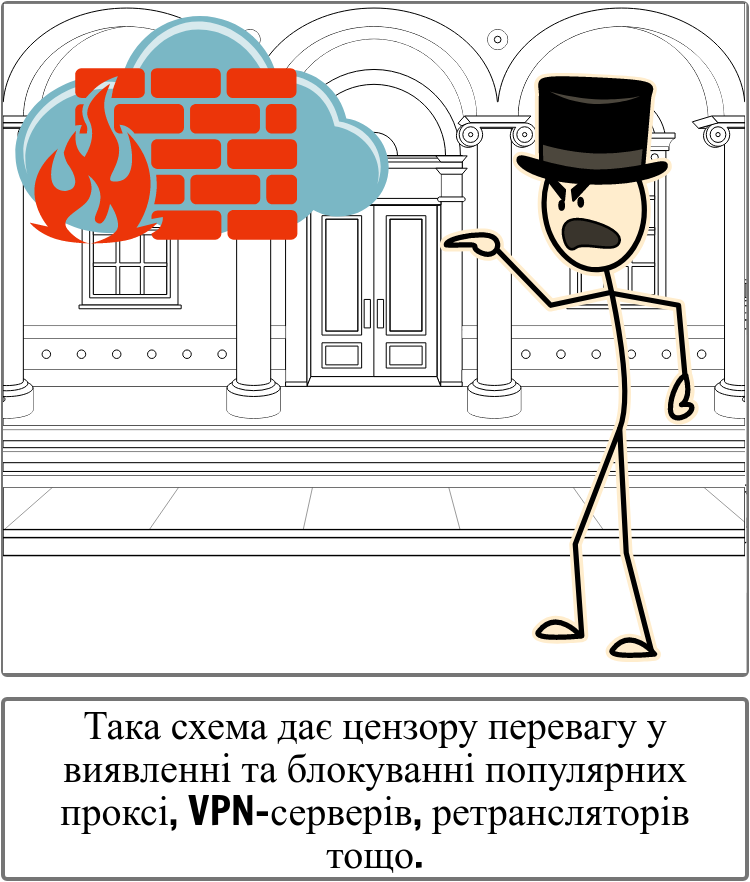 Така схема дає цензору перевагу у
виявленні та блокуванні популярних
проксі, VPN-серверів, ретрансляторів
тощо.